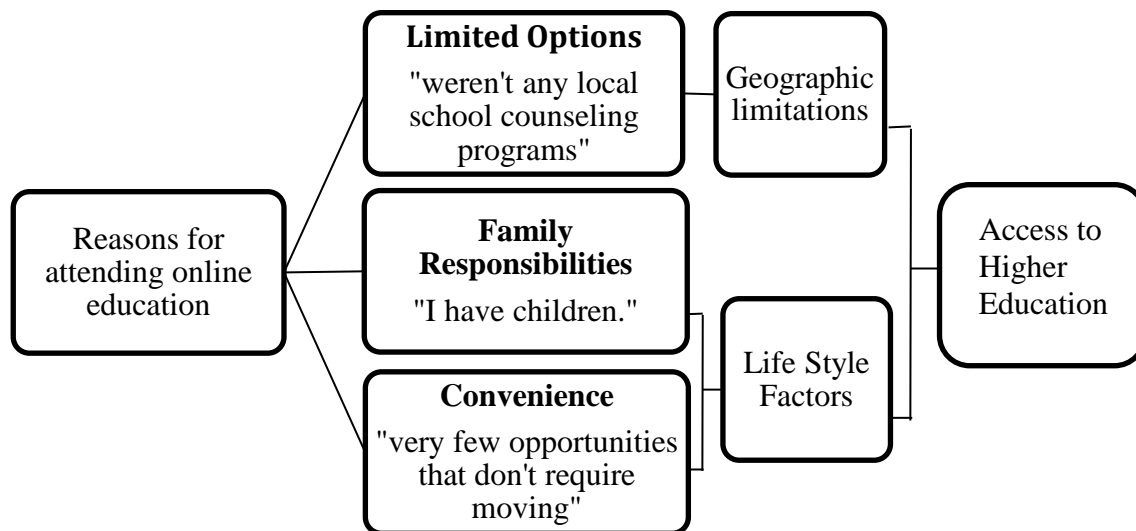 Reasons for
attending online
education
Limited Options
"weren't any local
school counseling
programs"
Family
Responsibilities
"I have children."
Convenience
"very few opportunities
that don't require
moving"
Geographic
limitations
Life Style
Factors
Access to
Higher
Education